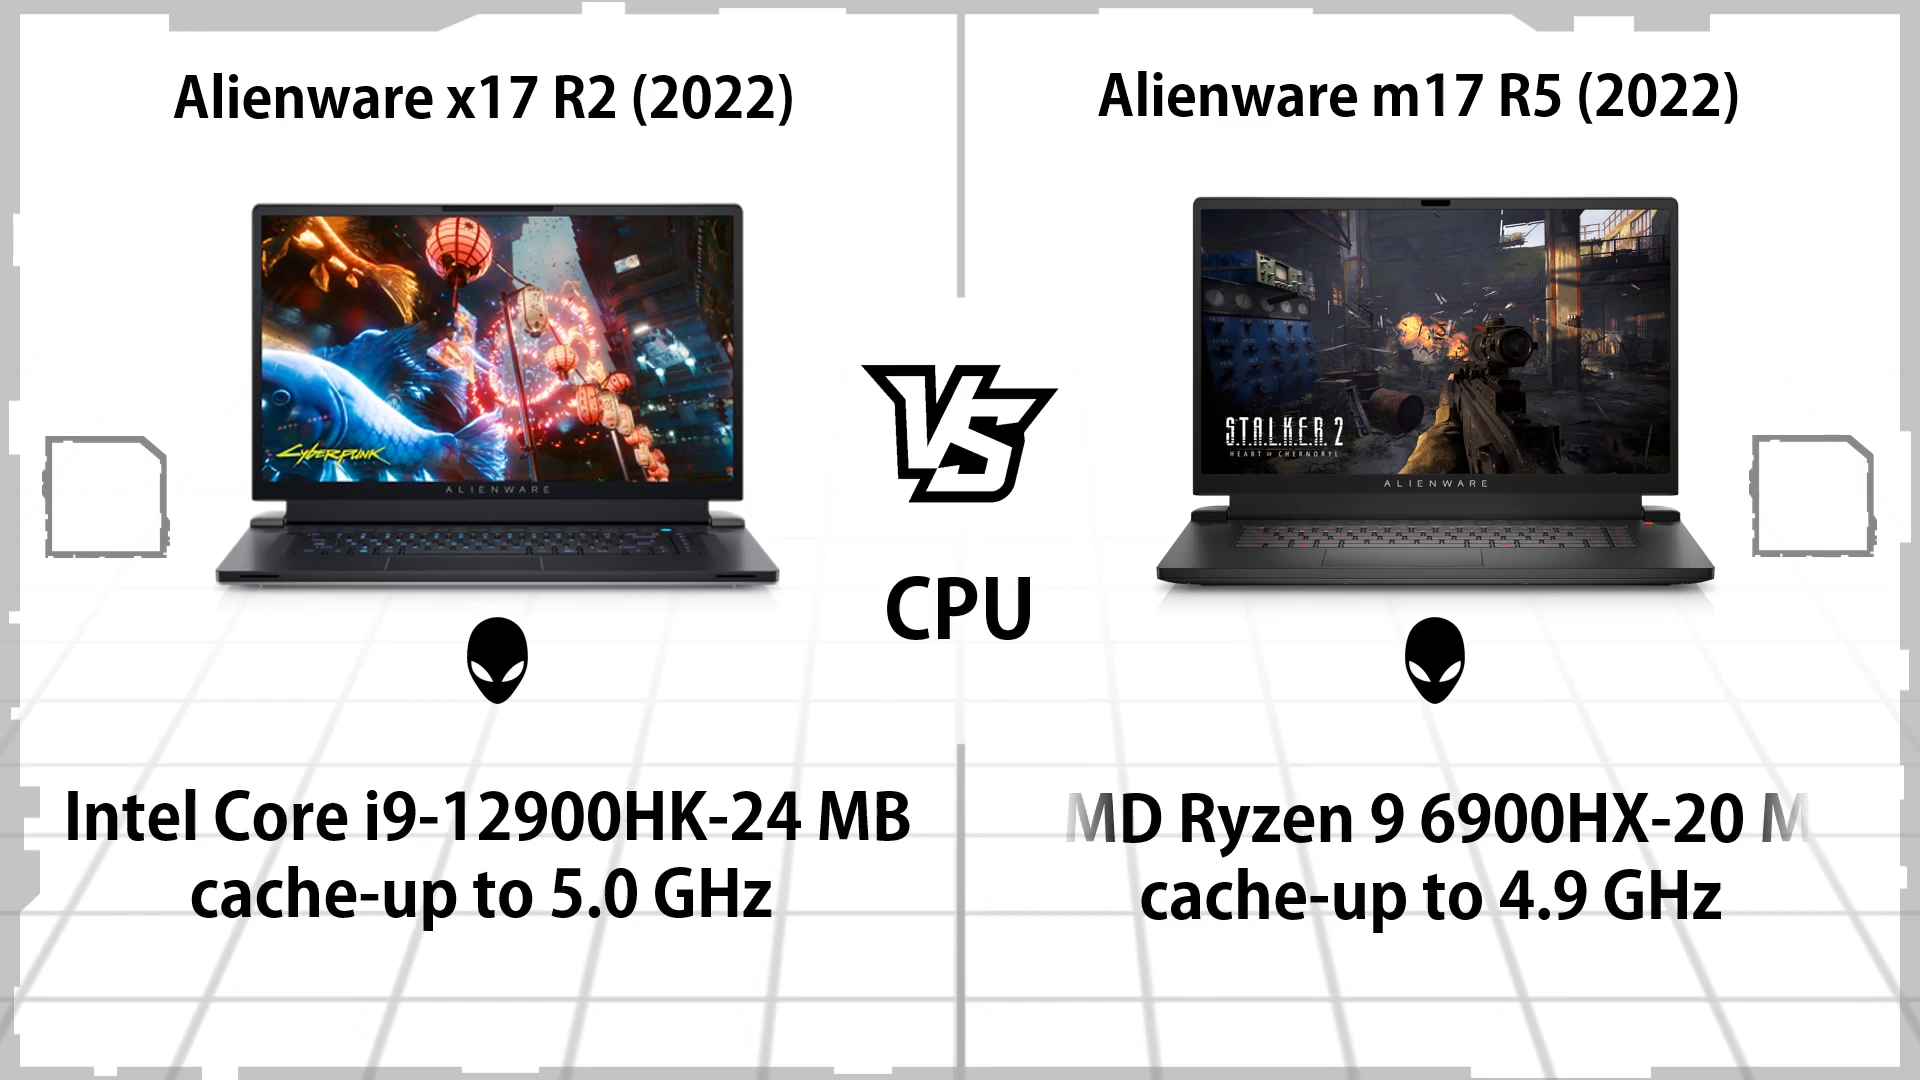 Alienware x17 R2 (2022)
Alienware m17 R5 (2022)
CYBERPUNK
ALIENWARE
S.T.A.L.K.E.R. 2
HEART OF CHERNOBYL
ALIENWARE
VS
CPU
Intel Core i9-12900HK-24 MB
cache-up to 5.0 GHz
MD Ryzen 9 6900HX-20 M
cache-up to 4.9 GHz